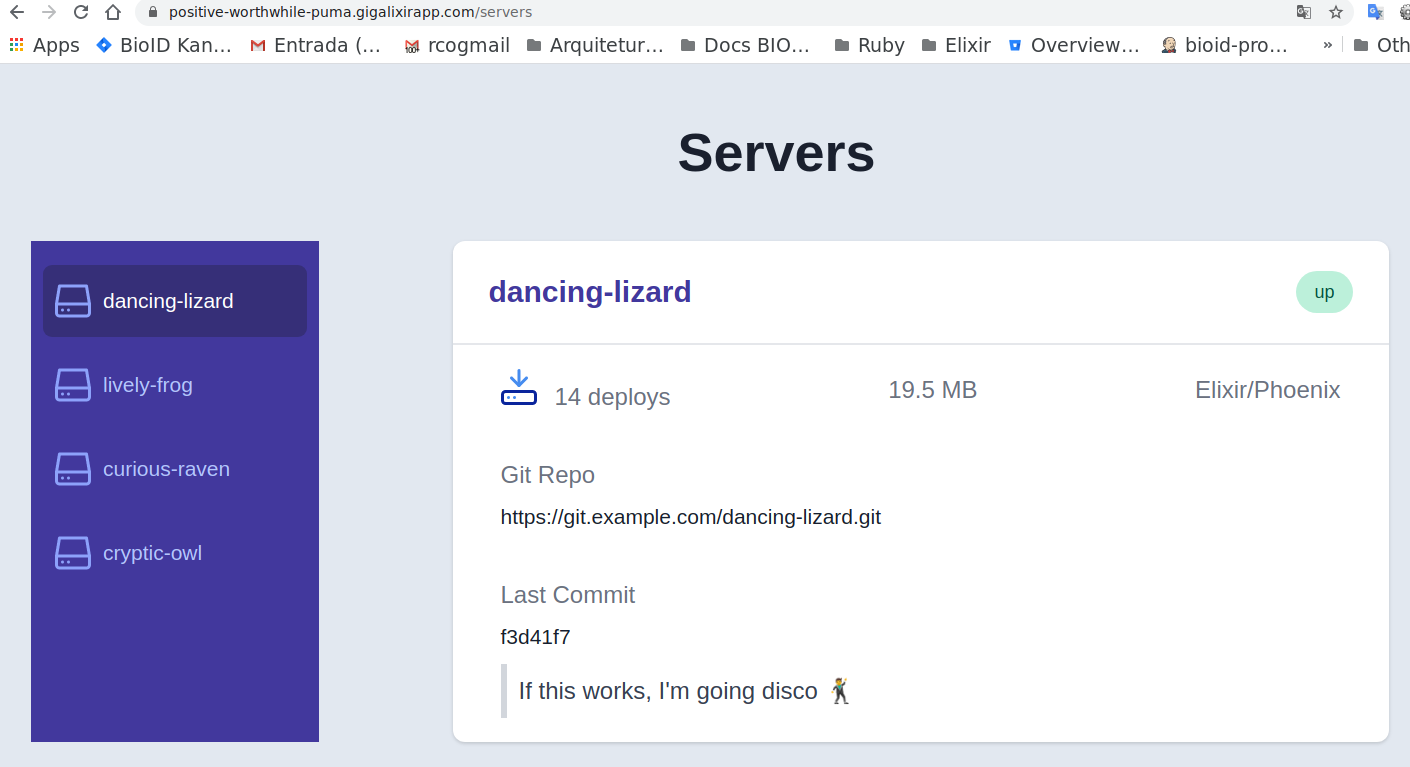 positive-worthwhile-puma.gigalixirapp.com/servers
Apps BioID Kan... Entrada (... rcogmail Arquitetur... Docs BIO... Ruby Elixir Overview... bioid-pro... » Oth
Servers
dancing-lizard
lively-frog
curious-raven
cryptic-owl
dancing-lizard up
14 deploys 19.5 MB Elixir/Phoenix
Git Repo
https://git.example.com/dancing-lizard.git
Last Commit
f3d41f7
If this works, I'm going disco 🕺